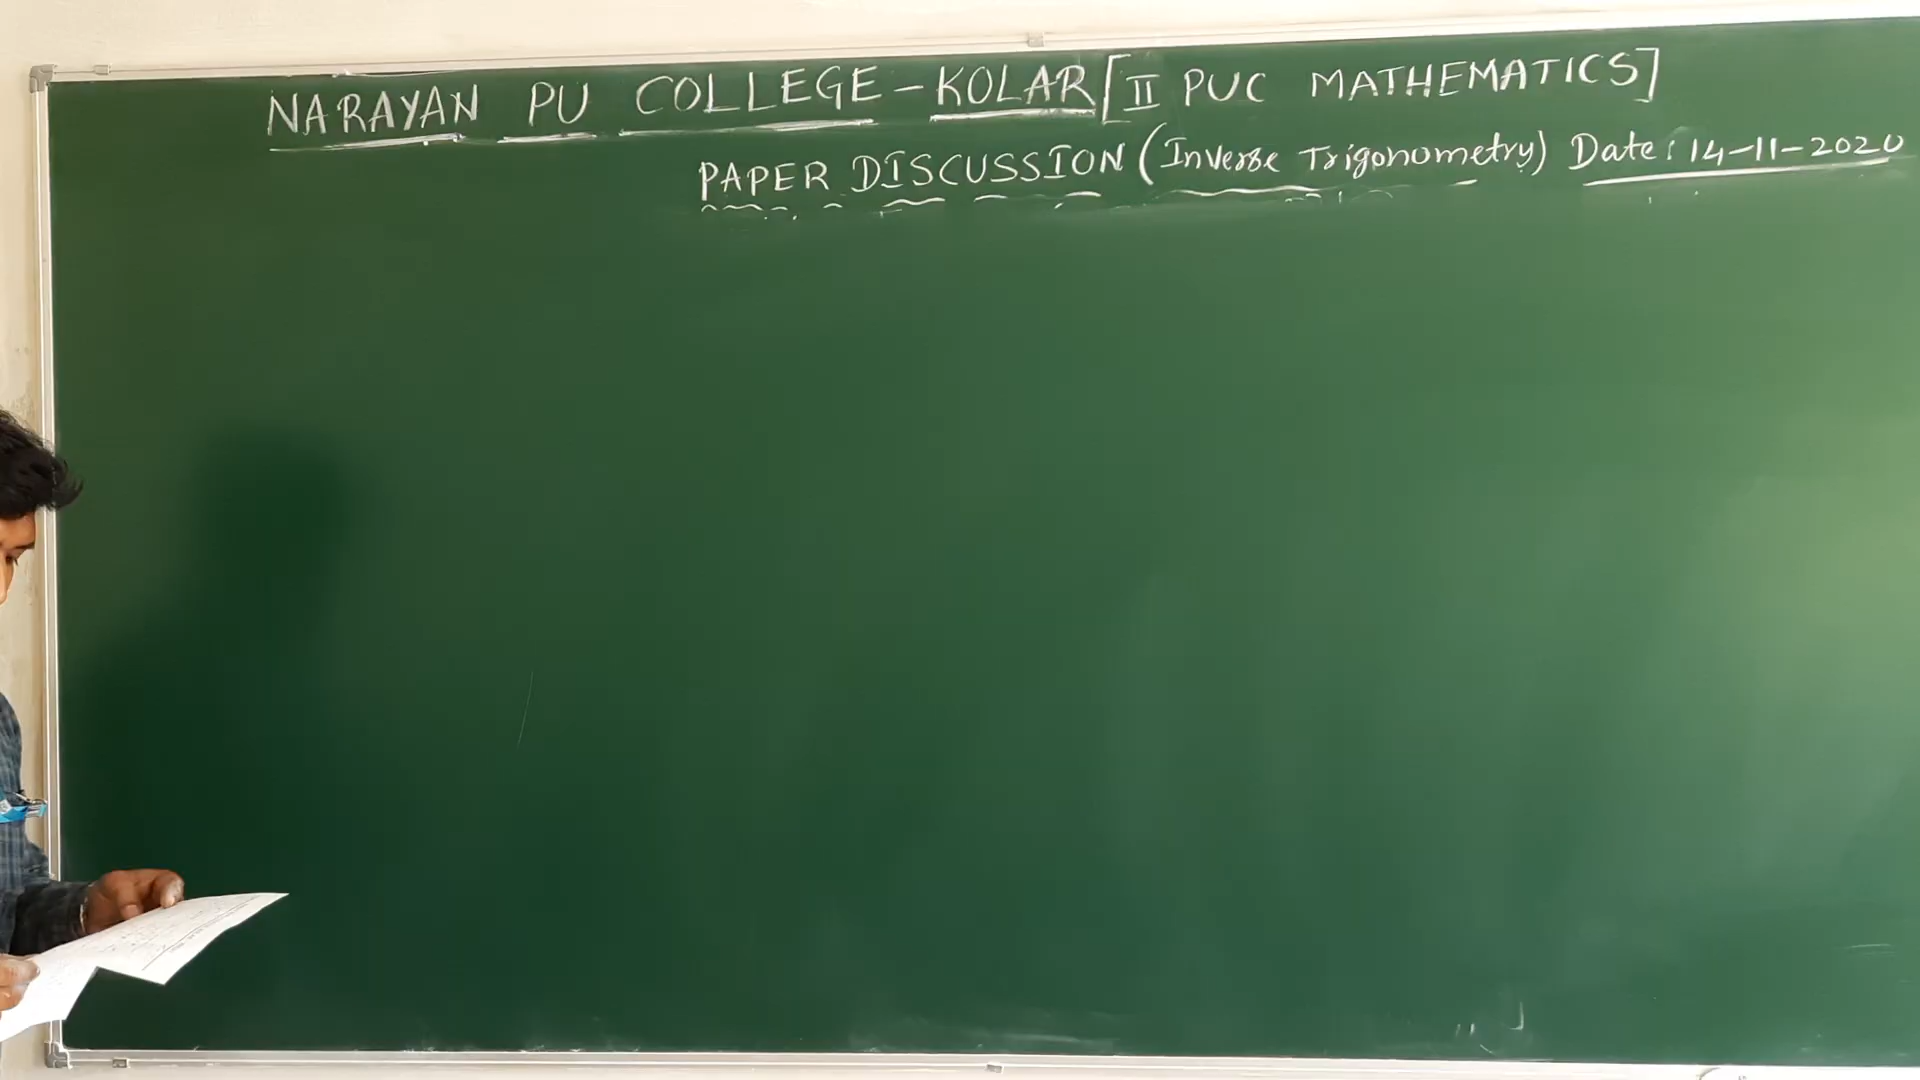 NARAYAN PU COLLEGE - KOLAR [II PUC MATHEMATICS]
PAPER DISCUSSION (Inverse Trigonometry) Date: 14-11-2020